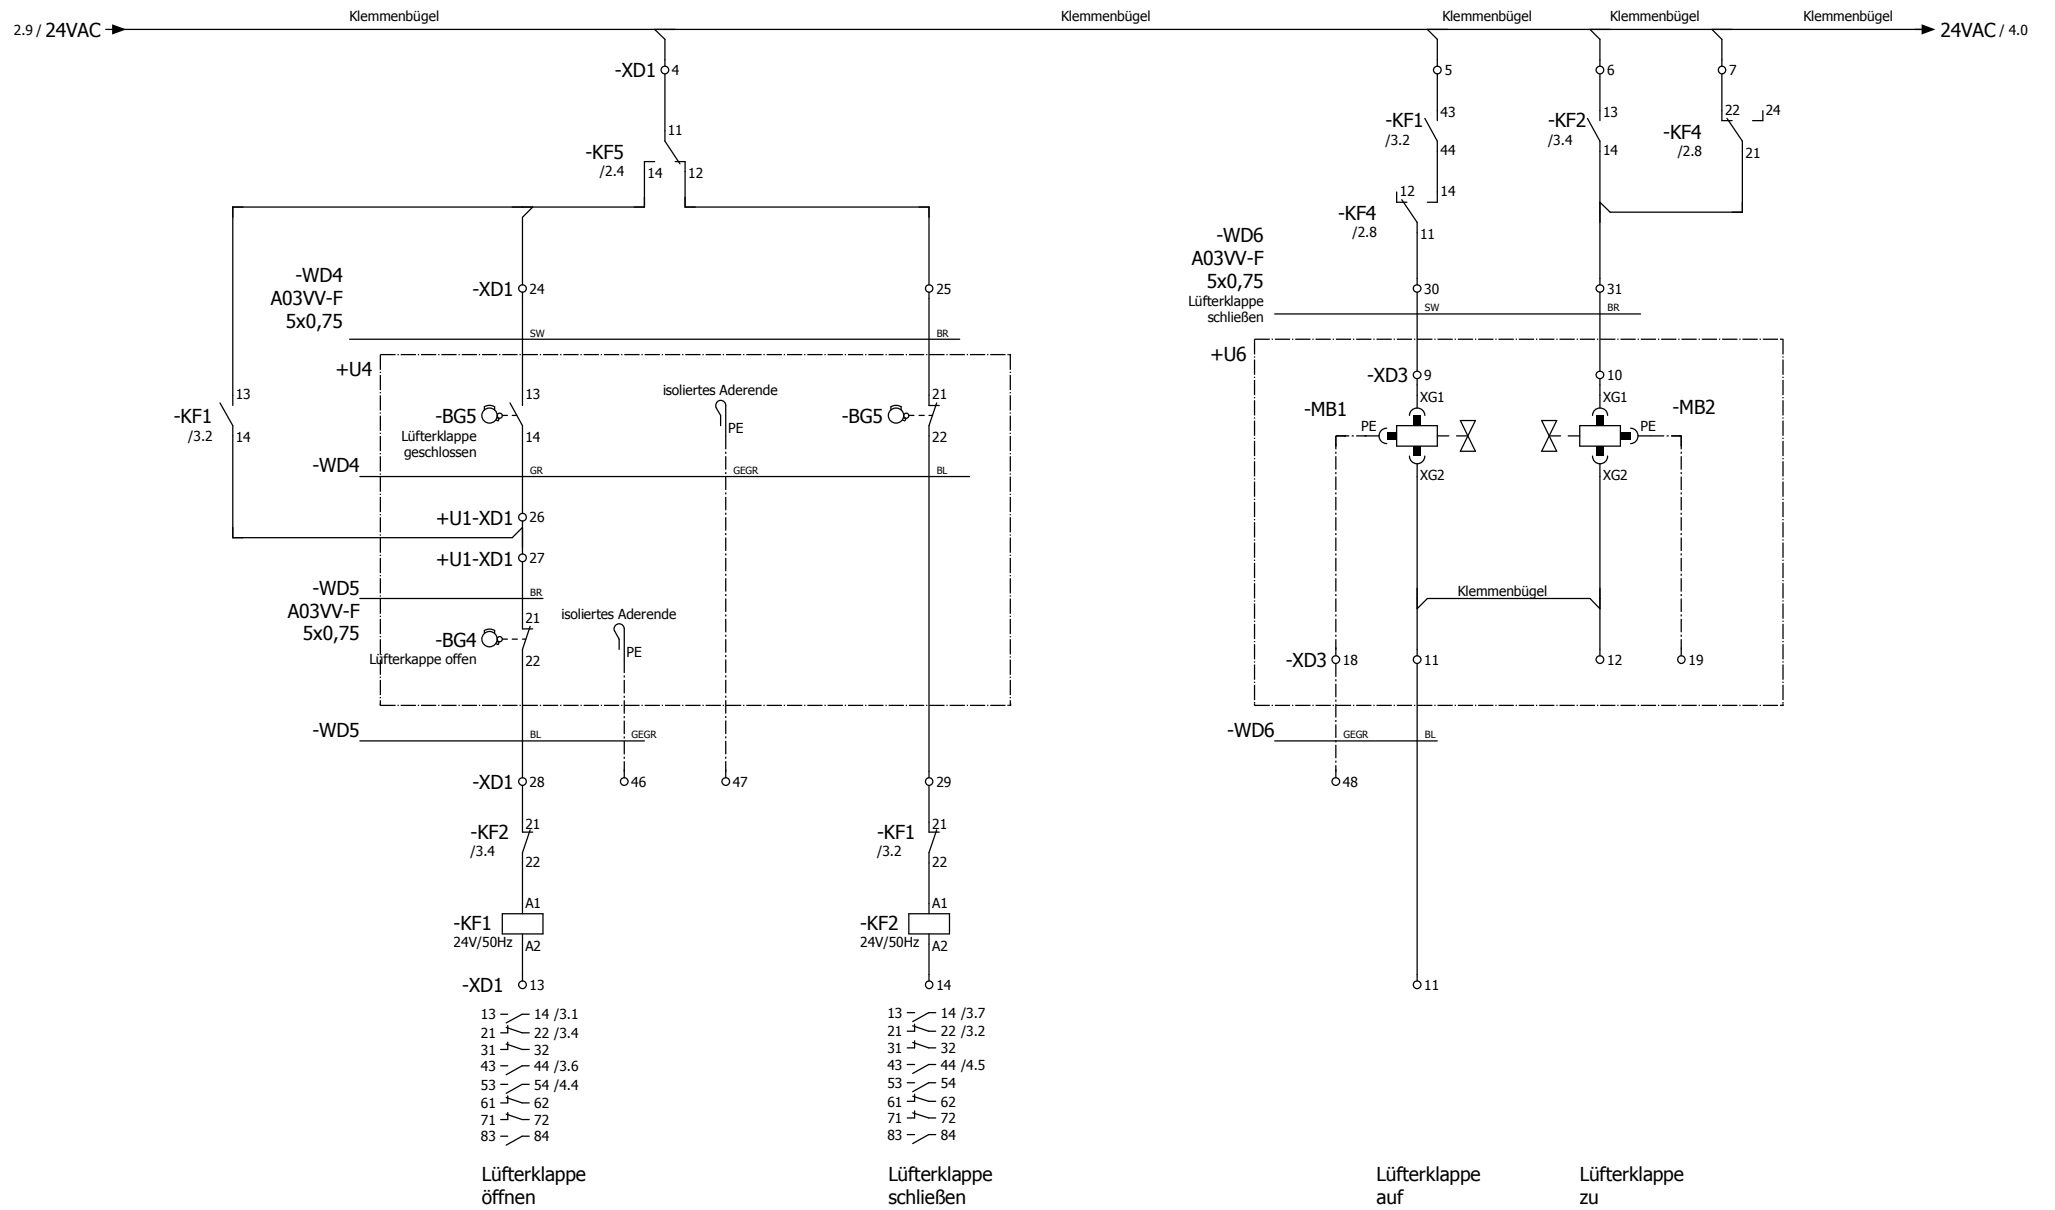 Klemmenbügel Klemmenbügel Klemmenbügel Klemmenbügel Klemmenbügel
2.9 / 24VAC 24VAC / 4.0
-XD1 4 5 6 7
11 43 13 22 24
-KF5 -KF1 -KF2 -KF4
/2.4 /3.2 /3.4 /2.8
14 12 44 14 21
12 14
-KF4
/2.8 11
-WD4
A03VV-F
5x0,75
-WD6
A03VV-F
5x0,75
Lüfterklappe
schließen
-XD1 24 25 30 31
SW BR SW BR
+U4 +U6
-XD3 9 10
13 13 isoliertes Aderende 21 XG1 XG1
-KF1 -BG5 PE -BG5 -MB1 PE PE -MB2
/3.2 14 Lüfterklappe 14 22
geschlossen
-WD4 GR GEGR BL XG2 XG2
+U1-XD1 26
+U1-XD1 27
-WD5 BR Klemmenbügel
A03VV-F
5x0,75
21 isoliertes Aderende
-BG4 PE
Lüfterkappe offen 22
-XD3 18 11 12 19
-WD5 BL GEGR -WD6 GEGR BL
-XD1 28 46 47 29 48
21 21
-KF2 -KF1
/3.4 22 /3.2 22
A1 A1
-KF1 -KF2
24V/50Hz A2 24V/50Hz A2
-XD1 13 14 11
13 14 /3.1 13 14 /3.7
21 22 /3.4 21 22 /3.2
31 32 31 32
43 44 /3.6 43 44 /4.5
53 54 /4.4 53 54
61 62 61 62
71 72 71 72
83 84 83 84
Lüfterklappe Lüfterklappe Lüfterklappe Lüfterklappe
öffnen schließen auf zu